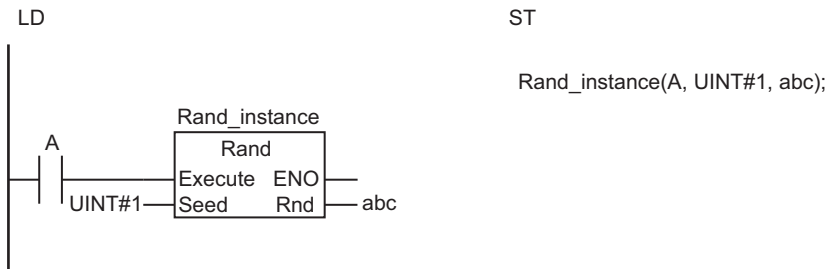 LD
ST
Rand_instance(A, UINT#1, abc);
Rand_instance
A
Rand
Execute ENO
UINT#1 Seed Rnd abc